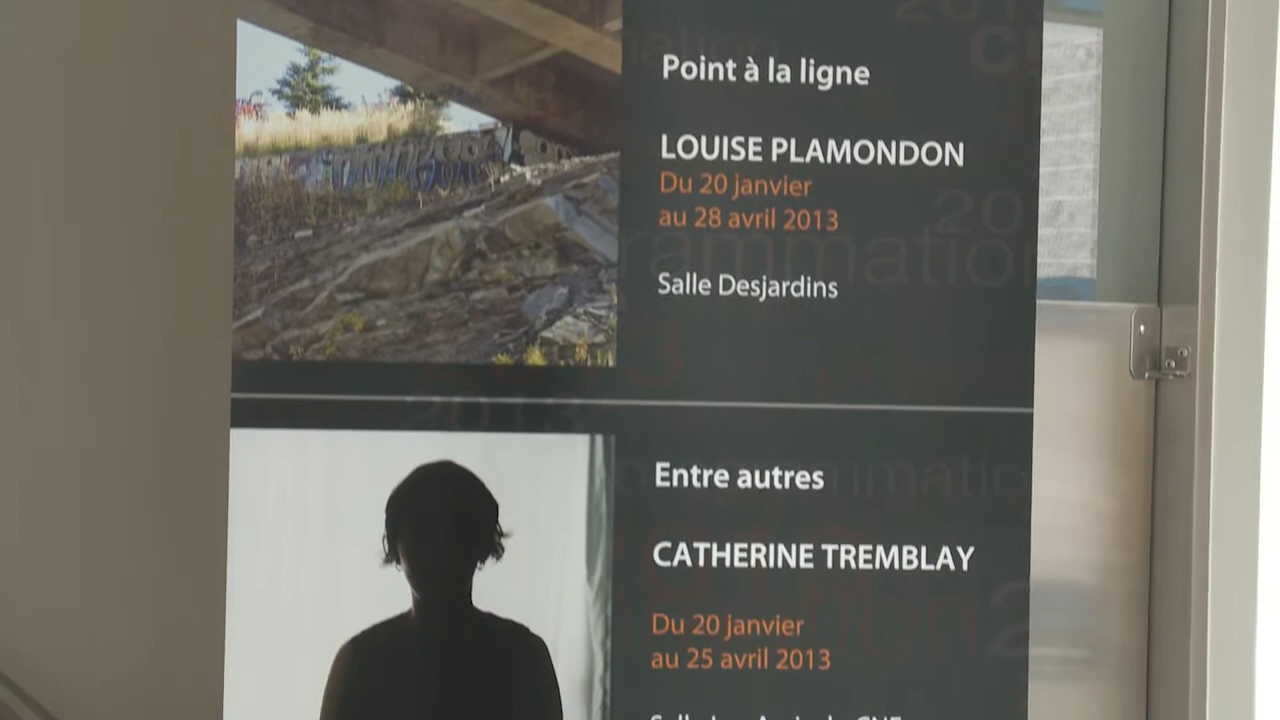 Point à la ligne
LOUISE PLAMONDON
Du 20 janvier
au 28 avril 2013
Salle Desjardins
Entre autres
CATHERINE TREMBLAY
Du 20 janvier
au 25 avril 2013